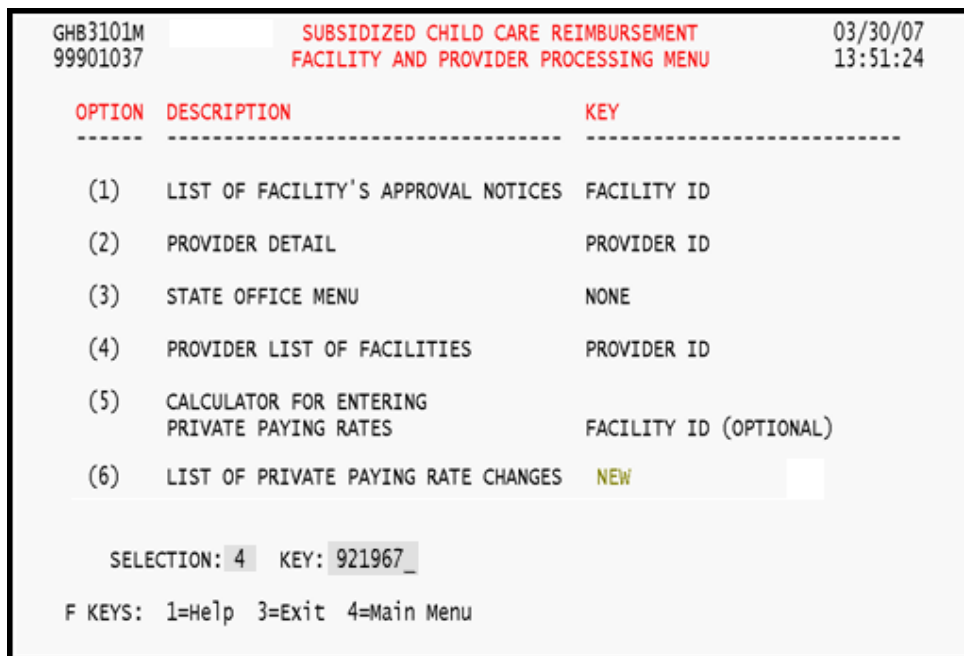 GHB3101M SUBSIDIZED CHILD CARE REIMBURSEMENT 03/30/07
99901037 FACILITY AND PROVIDER PROCESSING MENU 13:51:24
OPTION DESCRIPTION KEY
------ ----------------------------------- ----------------------------
(1) LIST OF FACILITY'S APPROVAL NOTICES FACILITY ID
(2) PROVIDER DETAIL PROVIDER ID
(3) STATE OFFICE MENU NONE
(4) PROVIDER LIST OF FACILITIES PROVIDER ID
(5) CALCULATOR FOR ENTERING
PRIVATE PAYING RATES FACILITY ID (OPTIONAL)
(6) LIST OF PRIVATE PAYING RATE CHANGES NEW
SELECTION: 4 KEY: 921967_
F KEYS: 1=Help 3=Exit 4=Main Menu